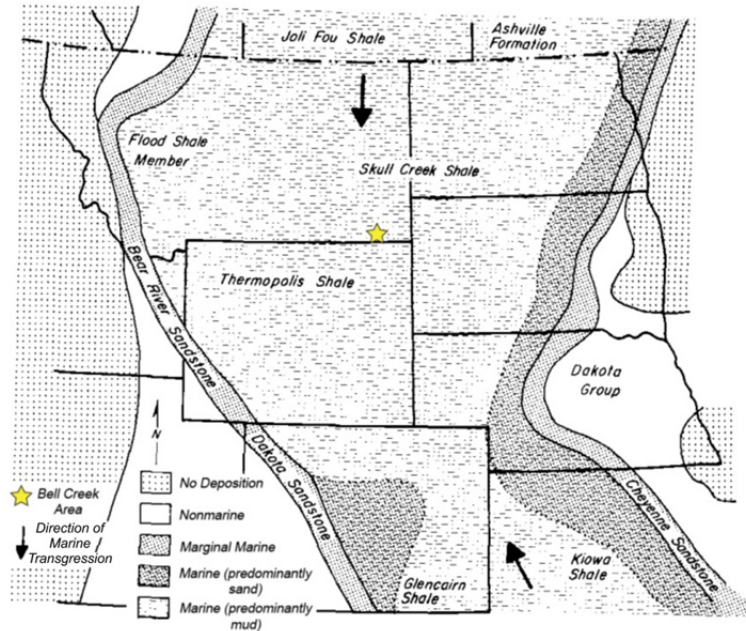 Joli Fou Shale
Ashville
Formation
Flood Shale
Member
Skull Creek Shale
Thermopolis Shale
Bear River Sandstone
Dakota
Group
Dakota Sandstone
Cheyenne Sandstone
Kiowa
Shale
Glencairn
Shale
N
Bell Creek
Area
Direction of
Marine
Transgression
No Deposition
Nonmarine
Marginal Marine
Marine (predominantly
sand)
Marine (predominantly
mud)